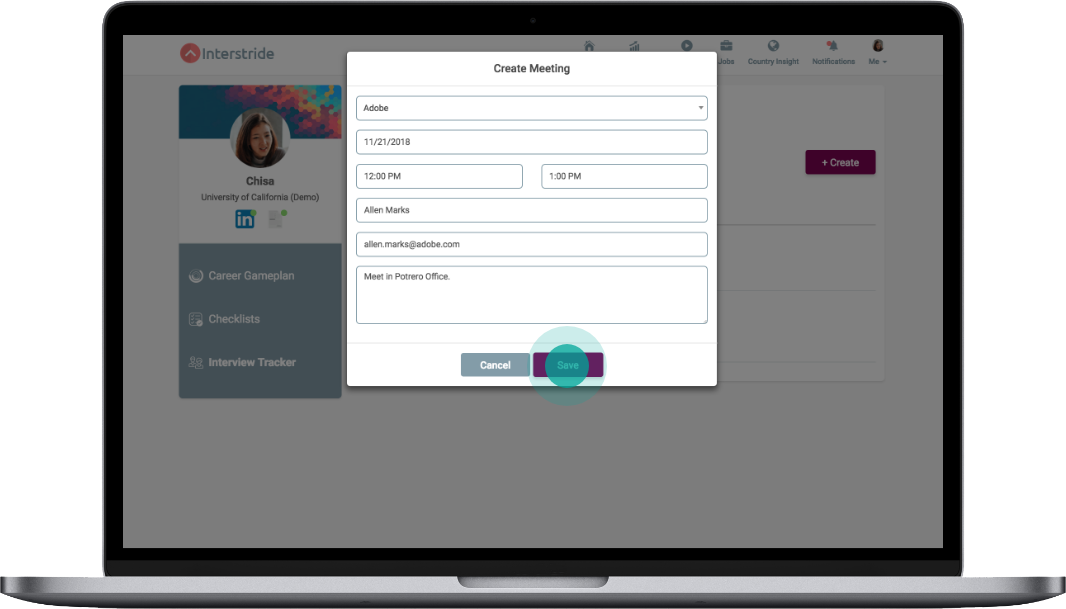 Interstride
Jobs
Country Insight
Notifications
Me
Create Meeting
Adobe
11/21/2018
12:00 PM
1:00 PM
Allen Marks
allen.marks@adobe.com
Meet in Potrero Office.
Cancel
Save
+ Create
Chisa
University of California (Demo)
in
Career Gameplan
Checklists
Interview Tracker